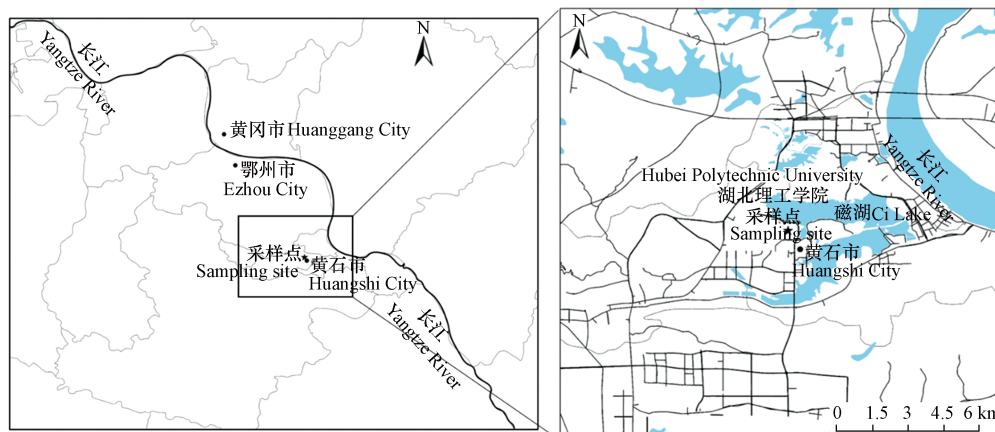 N
长江
Yangtze River
黄冈市 Huanggang City
鄂州市
Ezhou City
采样点
Sampling site
黄石市
Huangshi City
长江
Yangtze River
N
长江
Yangtze River
Hubei Polytechnic University
湖北理工学院
采样点
Sampling site
磁湖 Ci Lake
黄石市
Huangshi City
0 1.5 3 4.5 6 km